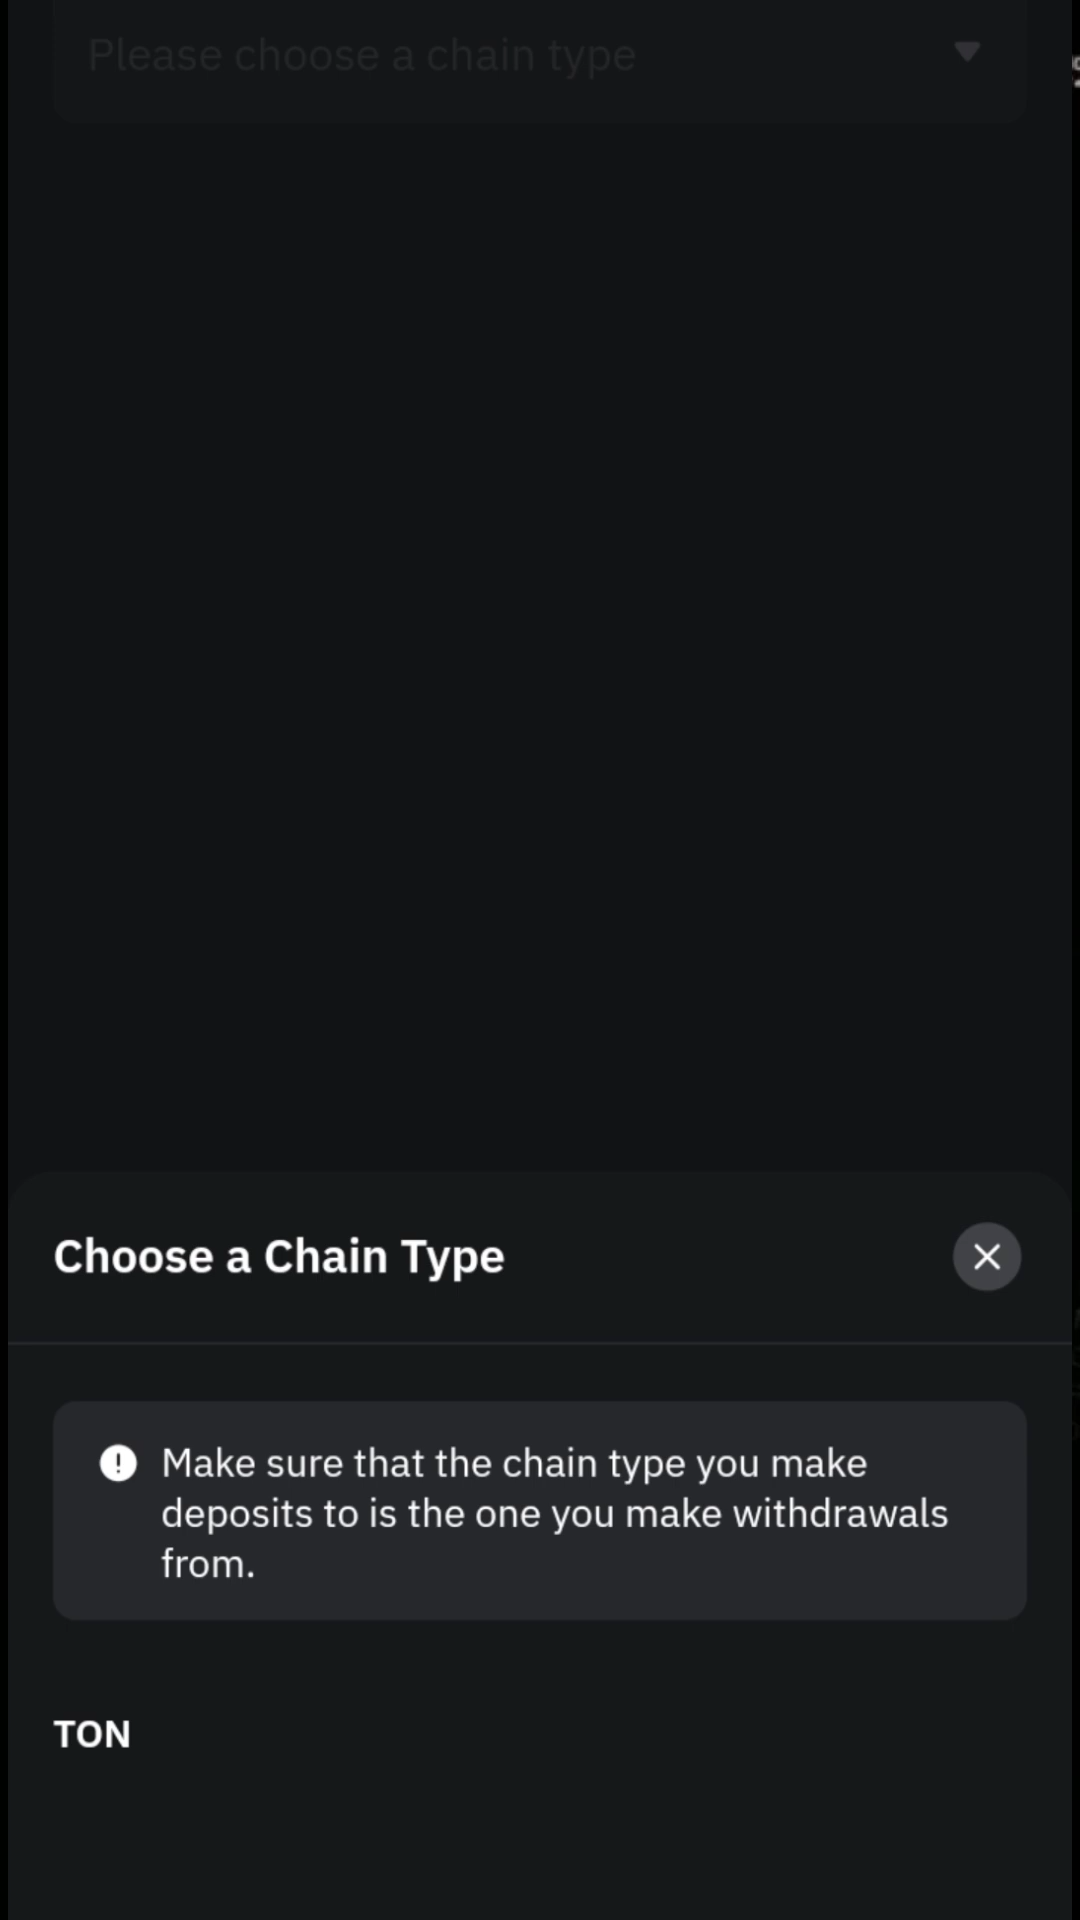 Please choose a chain type
Choose a Chain Type
Make sure that the chain type you make
deposits to is the one you make withdrawals
from.
TON